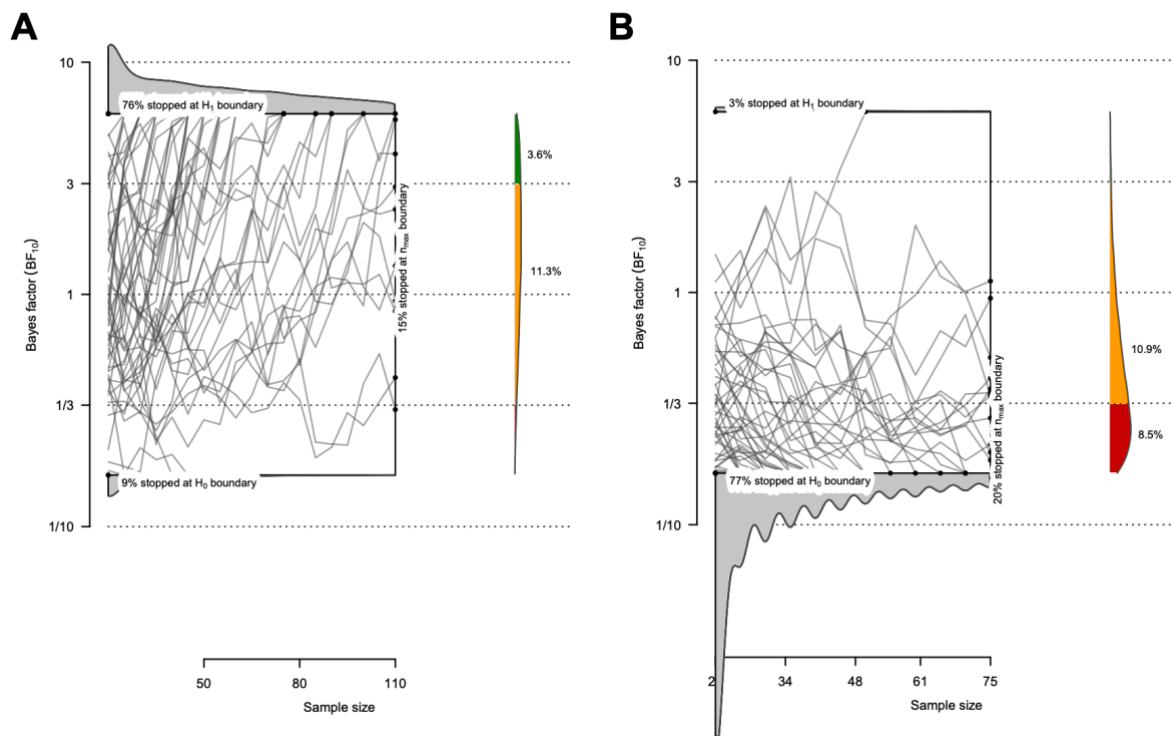 A
10
76% stopped at H₁ boundary
3
Bayes factor (BF₁₀)
1
1/3
9% stopped at H₀ boundary
1/10
15% stopped at nₘₐₓ boundary
3.6%
11.3%
50 80 110
Sample size
B
10
3% stopped at H₁ boundary
3
Bayes factor (BF₁₀)
1
1/3
77% stopped at H₀ boundary
1/10
20% stopped at nₘₐₓ boundary
10.9%
8.5%
2 34 48 61 75
Sample size